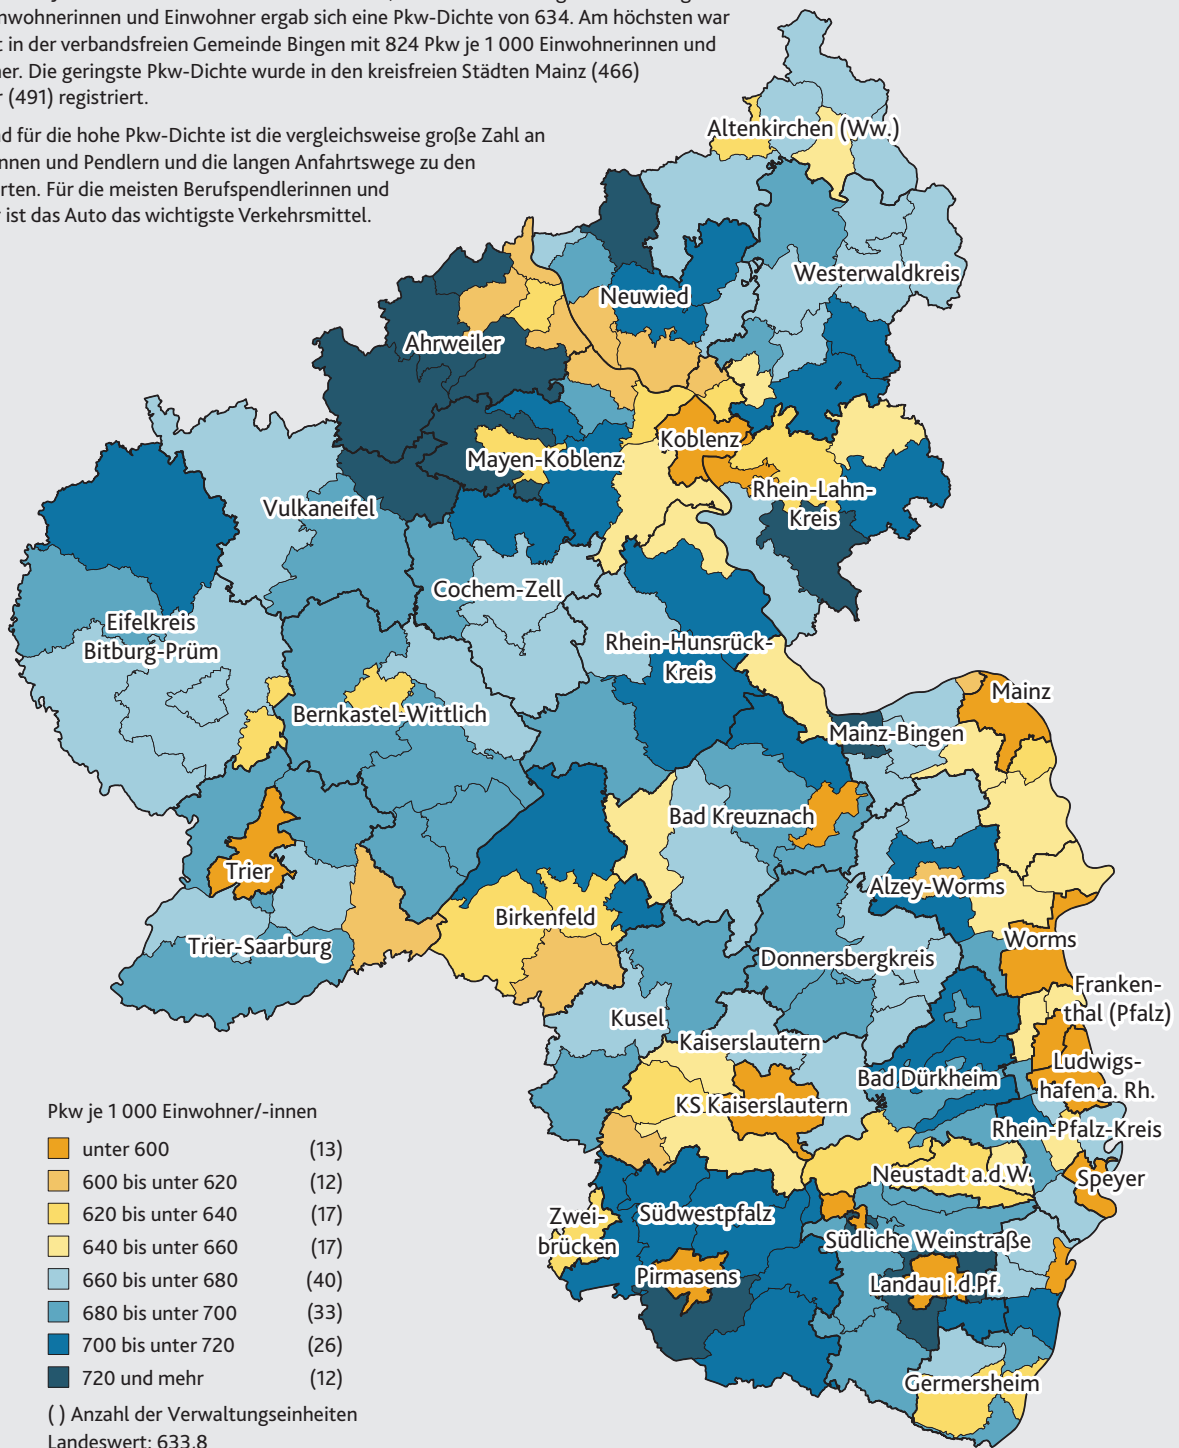 nwohnerinnen und Einwohner ergab sich eine Pkw-Dichte von 634. Am höchsten war
in der verbandsfreien Gemeinde Bingen mit 824 Pkw je 1 000 Einwohnerinnen und
ner. Die geringste Pkw-Dichte wurde in den kreisfreien Städten Mainz (466)
(491) registriert.
d für die hohe Pkw-Dichte ist die vergleichsweise große Zahl an
nnen und Pendlern und die langen Anfahrtswege zu den
rten. Für die meisten Berufspendlerinnen und
ist das Auto das wichtigste Verkehrsmittel.
Altenkirchen (Ww.)
Westerwaldkreis
Neuwied
Ahrweiler
Koblenz
Mayen-Koblenz
Rhein-Lahn-
Kreis
Vulkaneifel
Cochem-Zell
Eifelkreis
Bitburg-Prüm
Rhein-Hunsrück-
Kreis
Mainz
Bernkastel-Wittlich
Mainz-Bingen
Bad Kreuznach
Trier
Alzey-Worms
Birkenfeld
Trier-Saarburg
Worms
Donnersbergkreis
Franken-
thal (Pfalz)
Kusel
Kaiserslautern
Ludwigs-
hafen a. Rh.
Bad Dürkheim
KS.Kaiserslautern
Rhein-Pfalz-Kreis
Neustadt a.d.W.
Speyer
Zwei-
brücken
Südwestpfalz
Südliche Weinstraße
Pirmasens
Landau i.d.Pf.
Germersheim
Pkw je 1 000 Einwohner/-innen
unter 600 (13)
600 bis unter 620 (12)
620 bis unter 640 (17)
640 bis unter 660 (17)
660 bis unter 680 (40)
680 bis unter 700 (33)
700 bis unter 720 (26)
720 und mehr (12)
( ) Anzahl der Verwaltungseinheiten
Landeswert: 633,8